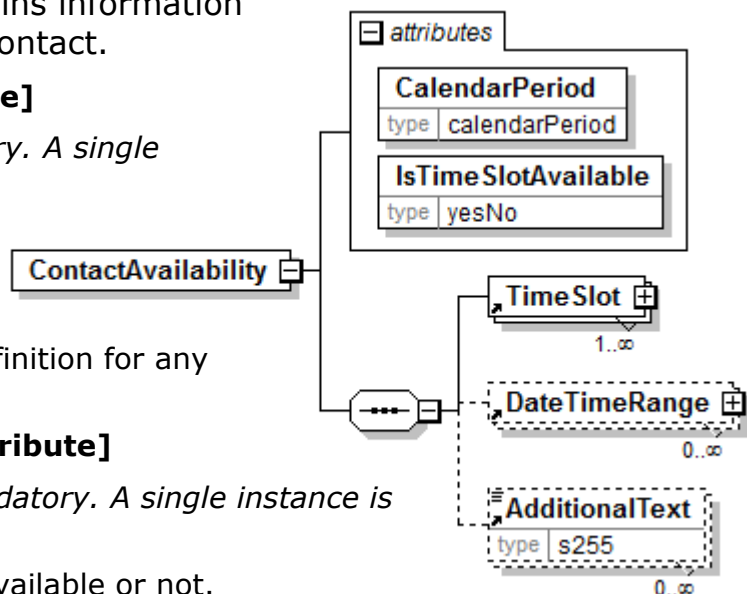 ins information
ontact.
e]
ry. A single
finition for any
ribute]
datory. A single instance is
vailable or not.
attributes
CalendarPeriod
type calendarPeriod
IsTimeSlotAvailable
type yesNo
ContactAvailability
TimeSlot
1..∞
DateTimeRange
0..∞
AdditionalText
type s255
0..∞